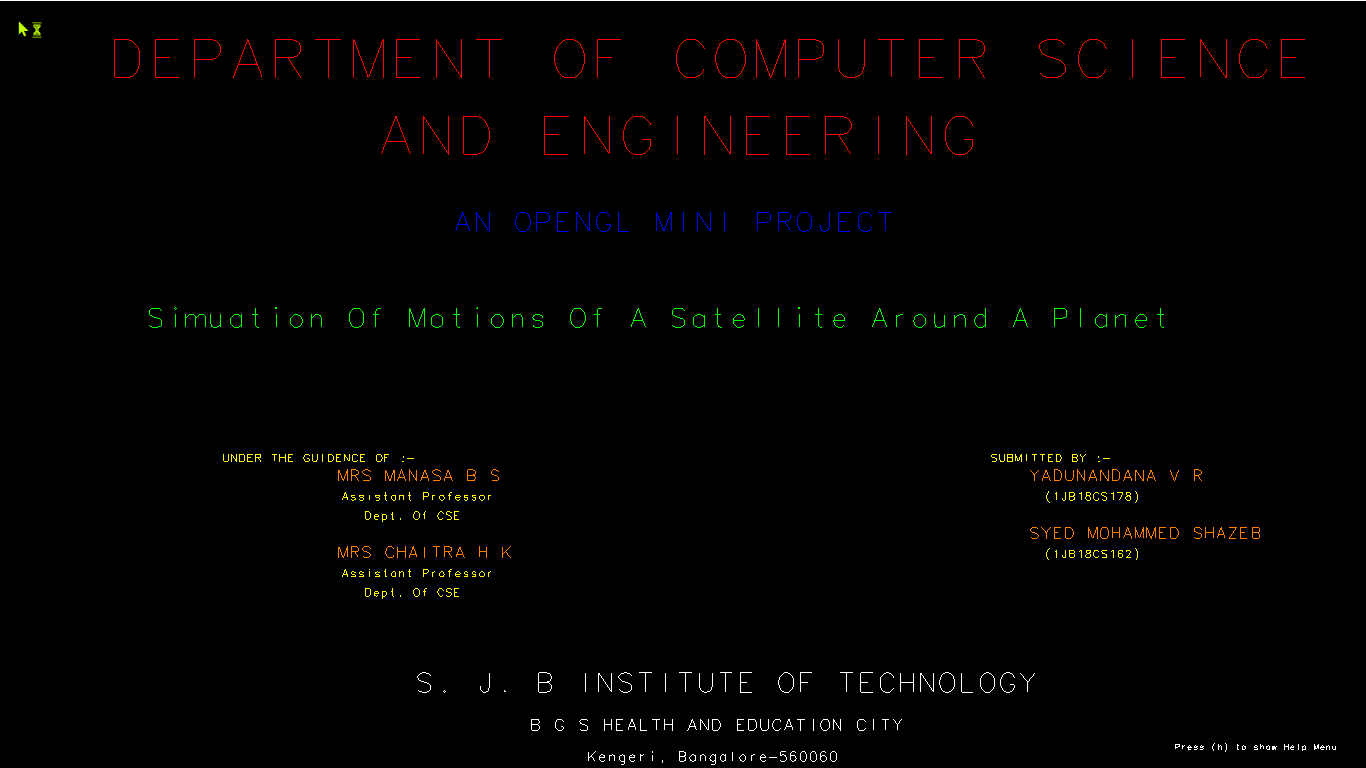 DEPARTMENT OF COMPUTER SCIENCE
AND ENGINEERING
AN OPENGL MINI PROJECT
Simuation Of Motions Of A Satellite Around A Planet
UNDER THE GUIDENCE OF :-
MRS MANASA B S
Assistant Professor
Dept. Of CSE
MRS CHAITRA H K
Assistant Professor
Dept. Of CSE
SUBMITTED BY :-
YADUNANDANA V R
(1JB18CS178)
SYED MOHAMMED SHAZEB
(1JB18CS162)
S. J. B INSTITUTE OF TECHNOLOGY
B G S HEALTH AND EDUCATION CITY
Kengeri, Bangalore-560060
Press (h) to show Help Menu